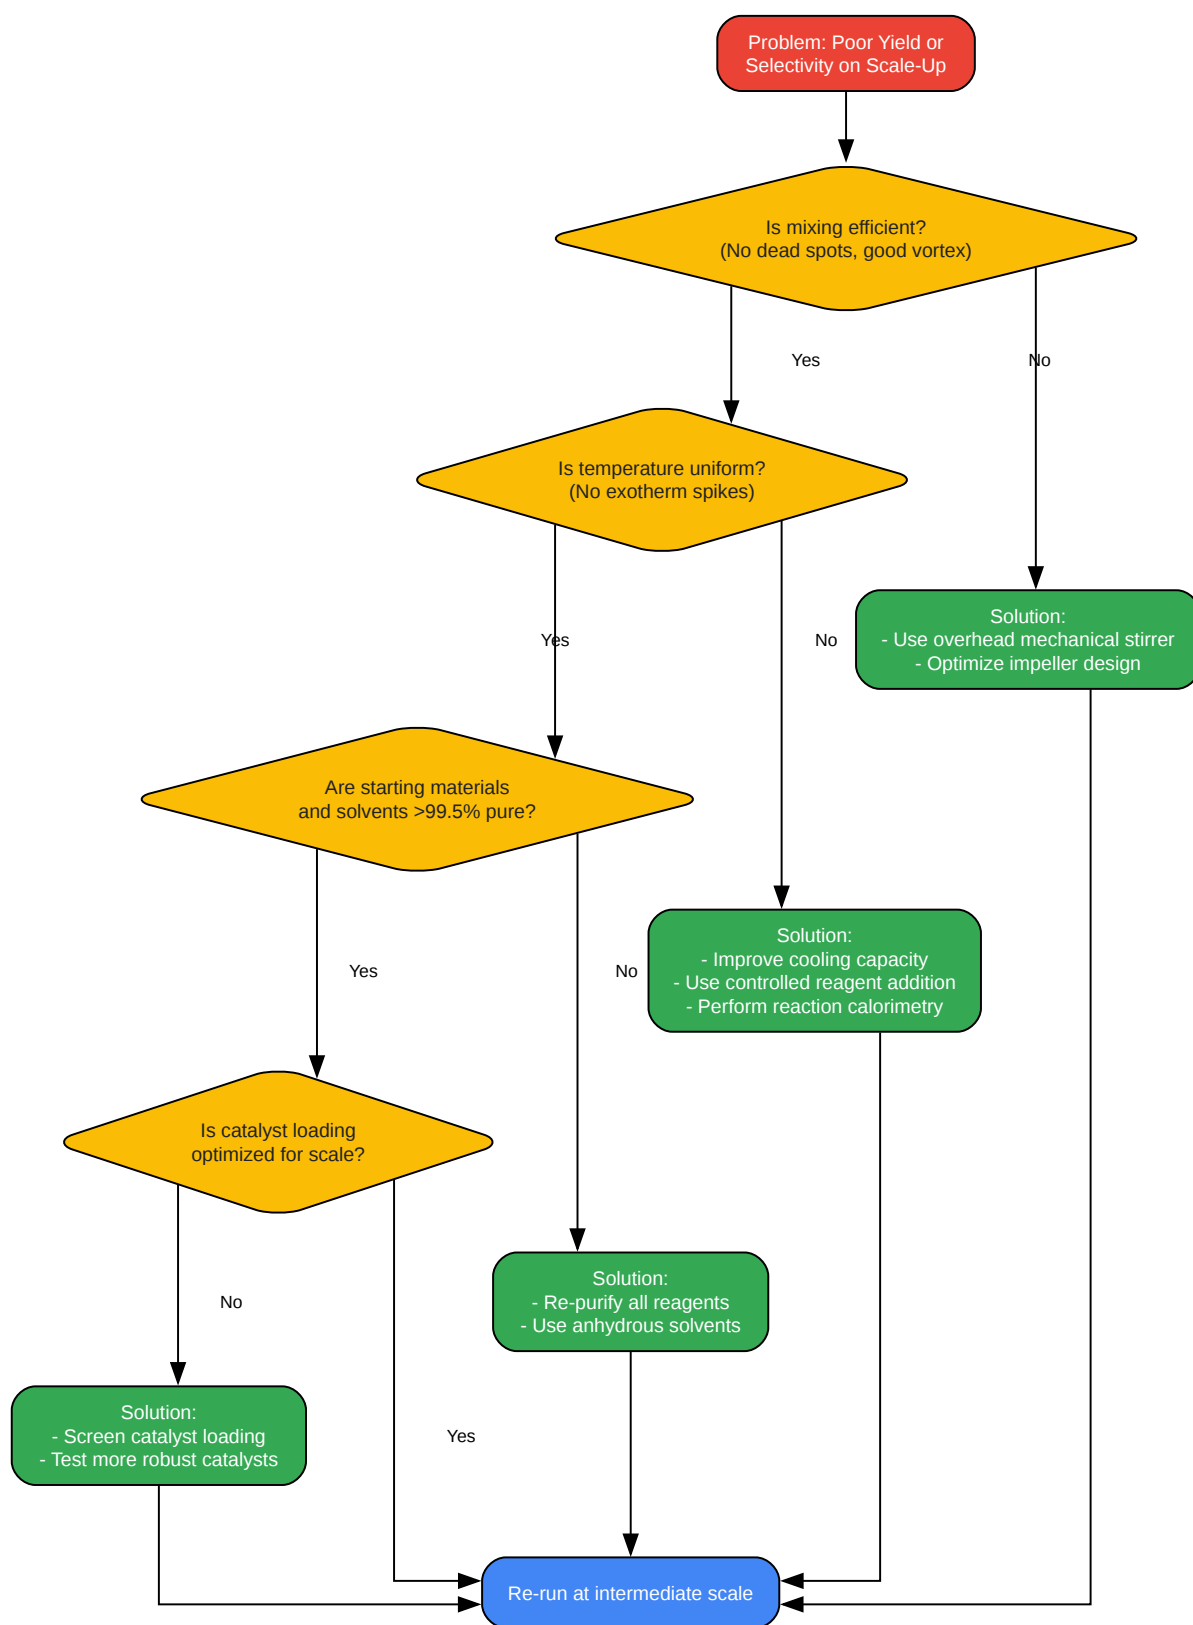 Problem: Poor Yield or
Selectivity on Scale-Up
Is mixing efficient?
(No dead spots, good vortex)
Yes
No
Is temperature uniform?
(No exotherm spikes)
Solution:
- Use overhead mechanical stirrer
- Optimize impeller design
Yes
No
Are starting materials
and solvents >99.5% pure?
Solution:
- Improve cooling capacity
- Use controlled reagent addition
- Perform reaction calorimetry
Yes
No
Is catalyst loading
optimized for scale?
Solution:
- Re-purify all reagents
- Use anhydrous solvents
No
Solution:
- Screen catalyst loading
- Test more robust catalysts
Yes
Re-run at intermediate scale